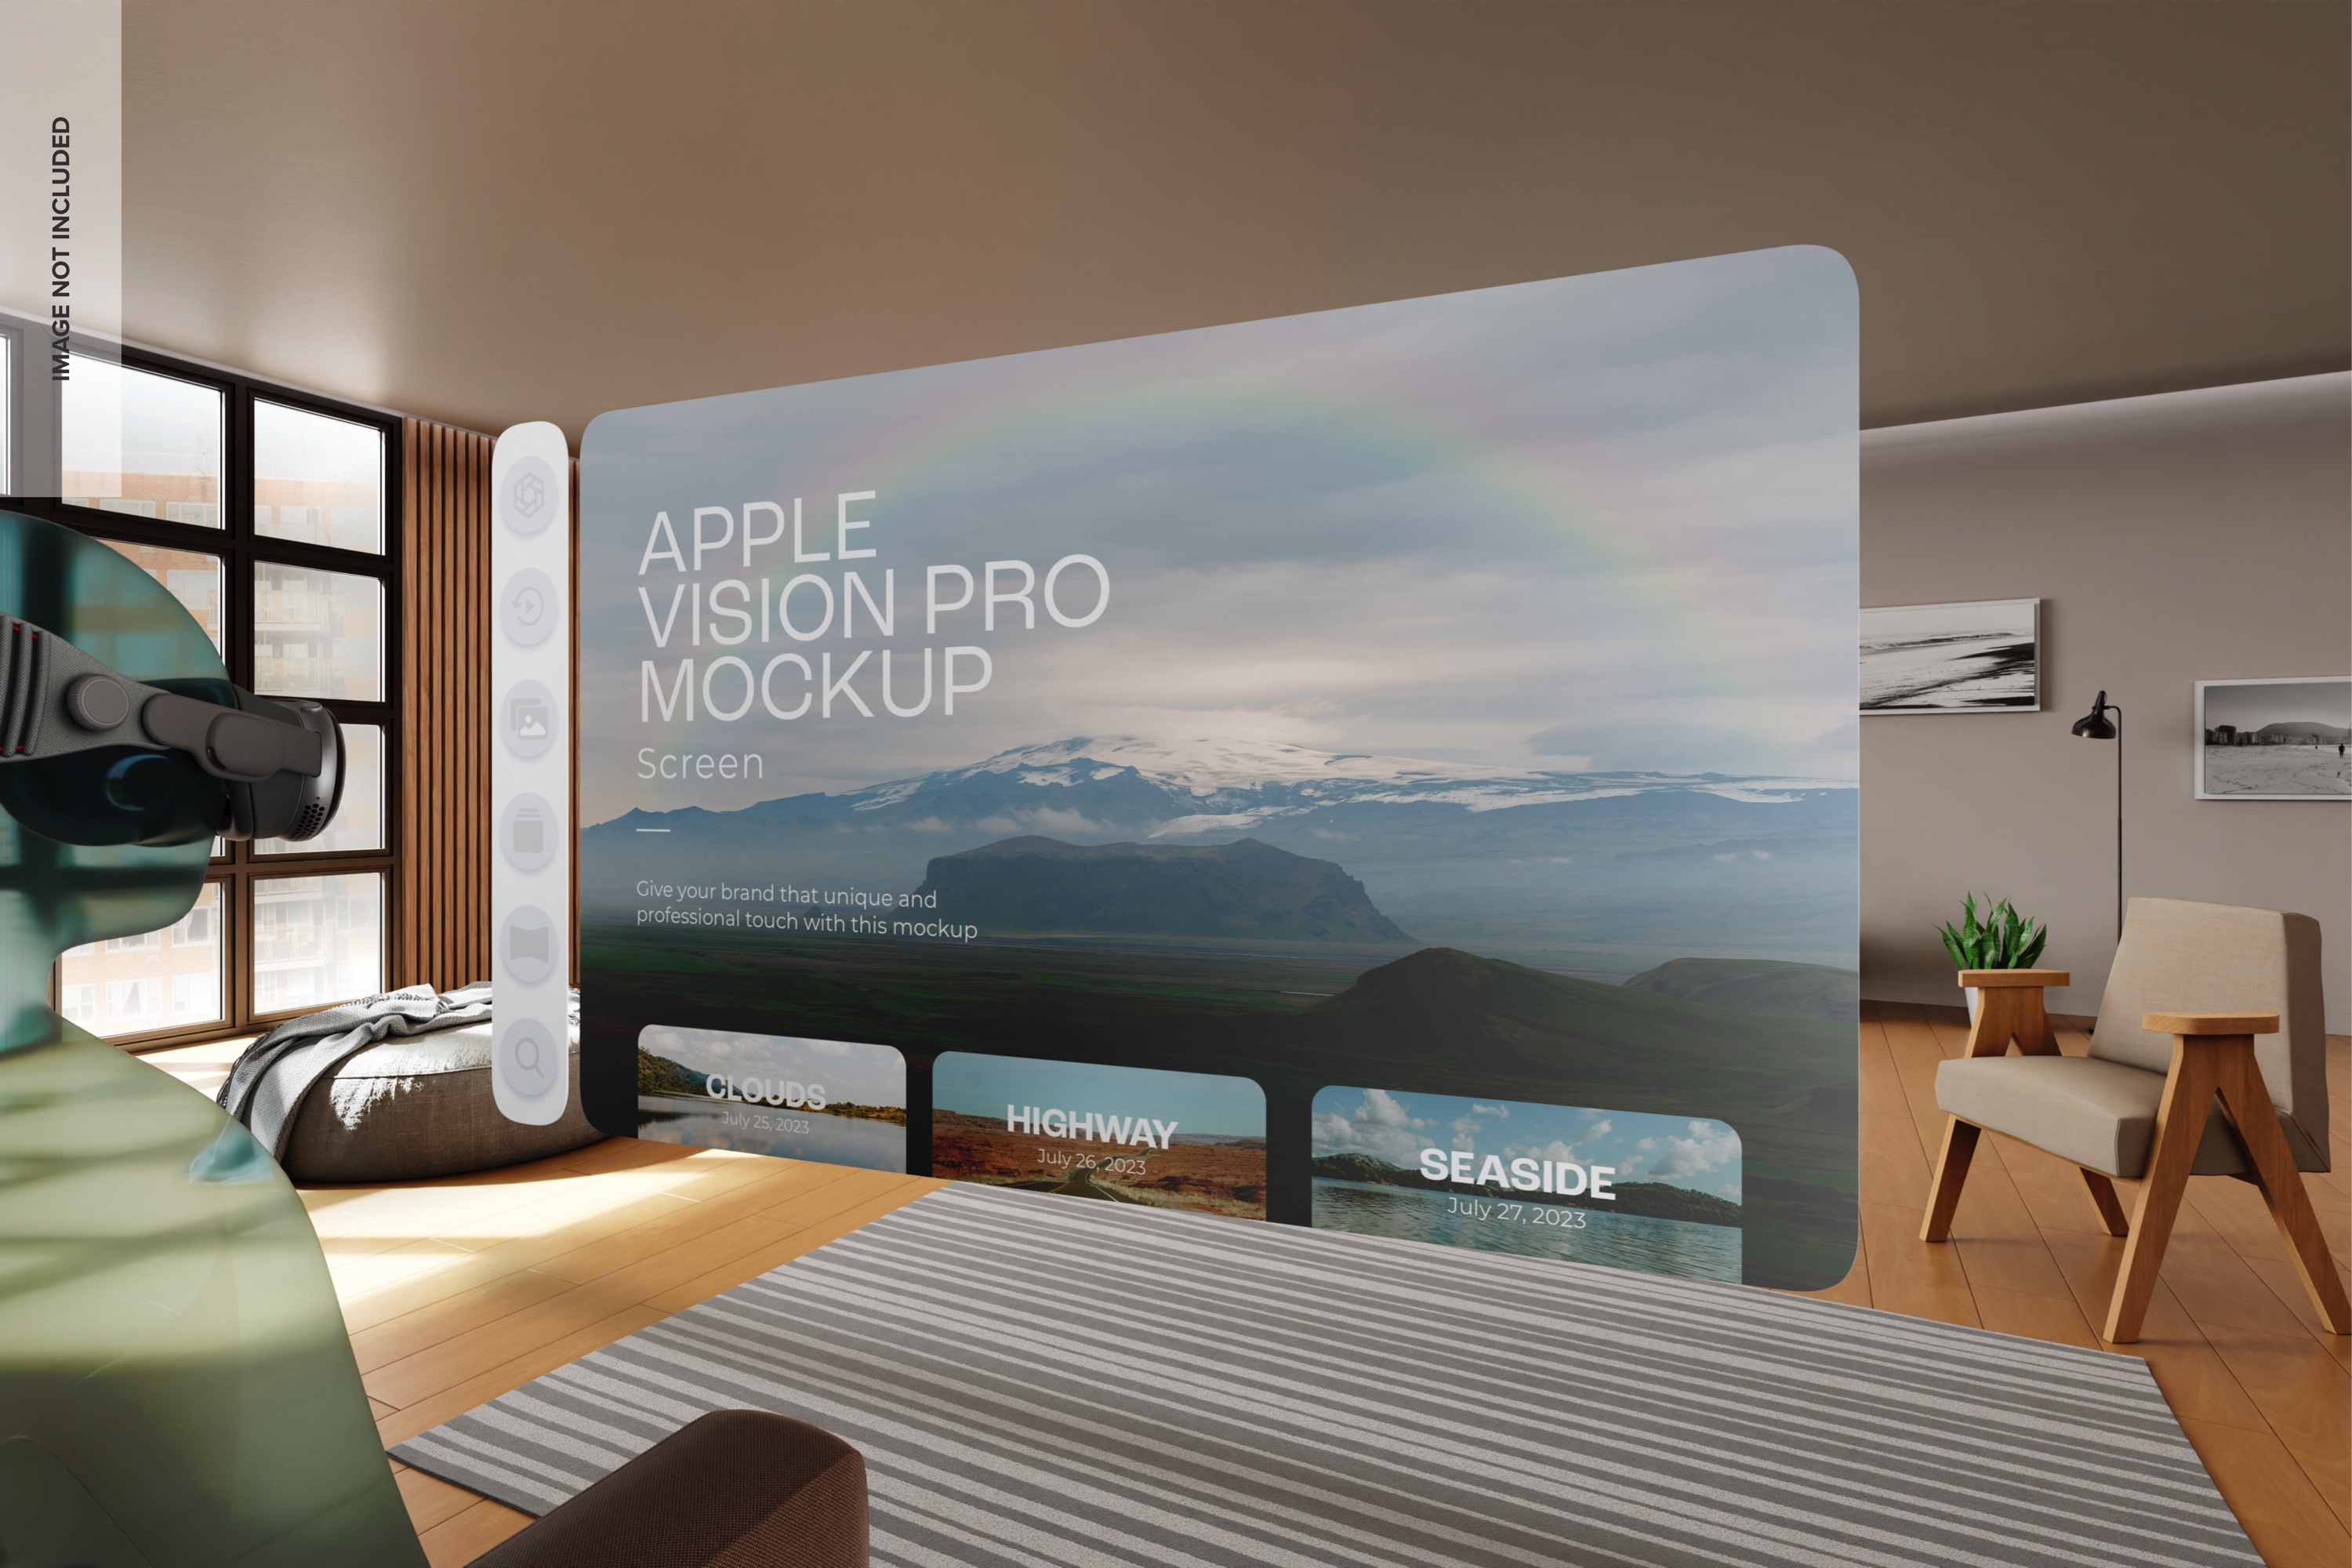 IMAGE NOT INCLUDED
APPLE
VISION PRO
MOCKUP
Screen
Give your brand that unique and
professional touch with this mockup
CLOUDS
July 25, 2023
HIGHWAY
July 26, 2023
SEASIDE
July 27, 2023